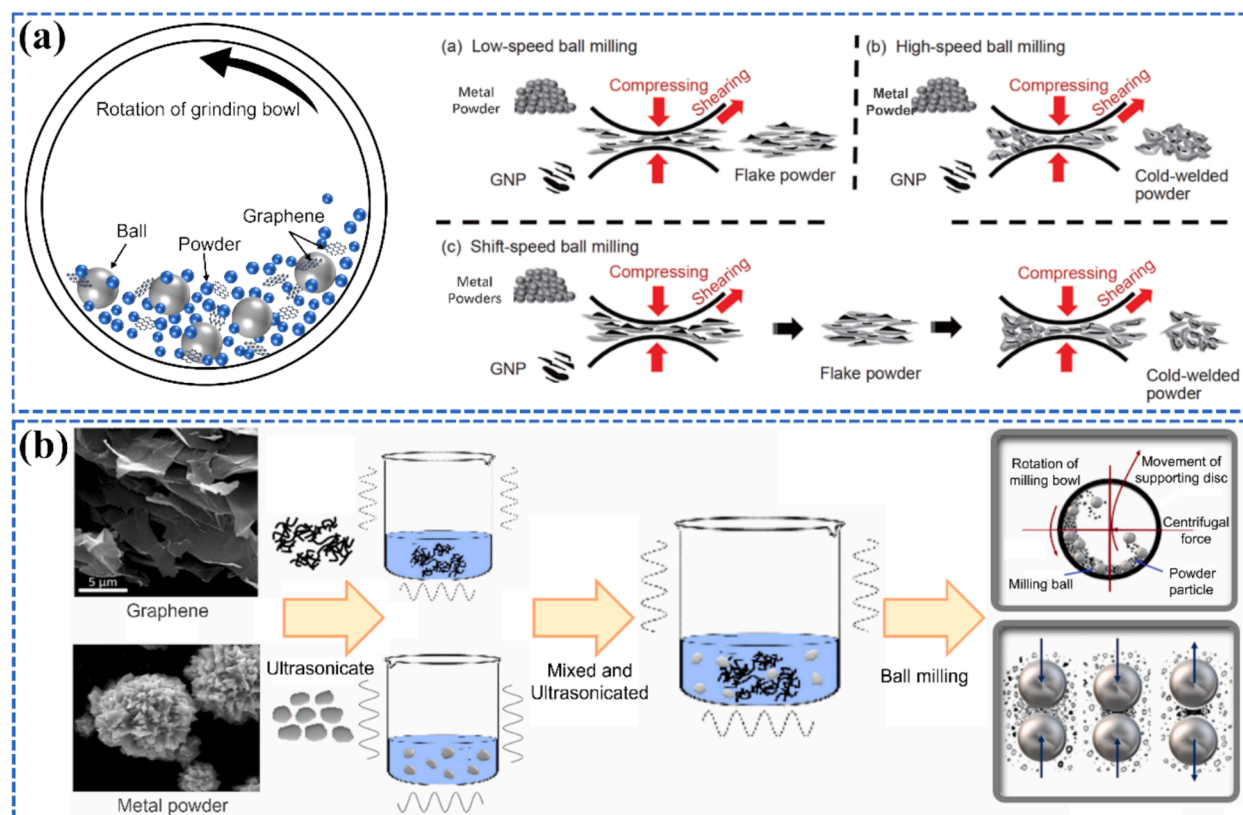 (a)
Rotation of grinding bowl
Graphene
Ball
Powder
(a) Low-speed ball milling
Metal
Powder
Compressing
Shearing
GNP
Flake powder
(b) High-speed ball milling
Metal
Powder
Compressing
Shearing
GNP
Cold-welded
powder
(c) Shift-speed ball milling
Metal
Powders
Compressing
Shearing
GNP
Flake powder
Compressing
Shearing
Cold-welded
powder
(b)
5 μm
Graphene
Metal powder
Ultrasonicate
Mixed and
Ultrasonicated
Ball milling
Rotation of
milling bowl
Movement of
supporting disc
Centrifugal
force
Milling ball
Powder
particle